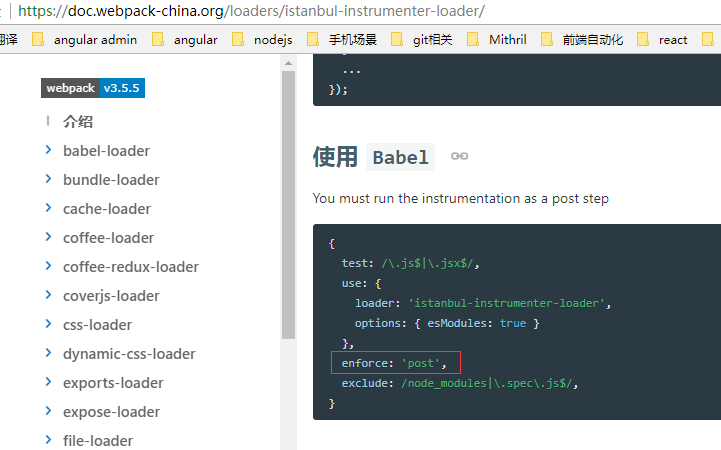 https://doc.webpack-china.org/loaders/istanbul-instrumenter-loader/
翻译 angular admin angular nodejs 手机场景 git相关 Mithril 前端自动化 react
webpack v3.5.5
介绍
babel-loader
bundle-loader
cache-loader
coffee-loader
coffee-redux-loader
coverjs-loader
css-loader
dynamic-css-loader
exports-loader
expose-loader
file-loader
...
});
使用 Babel
You must run the instrumentation as a post step
{
test: /\.js$|\.jsx$/,
use: {
loader: 'istanbul-instrumenter-loader',
options: { esModules: true }
},
enforce: 'post',
exclude: /node_modules|\.spec\.js$/,
}